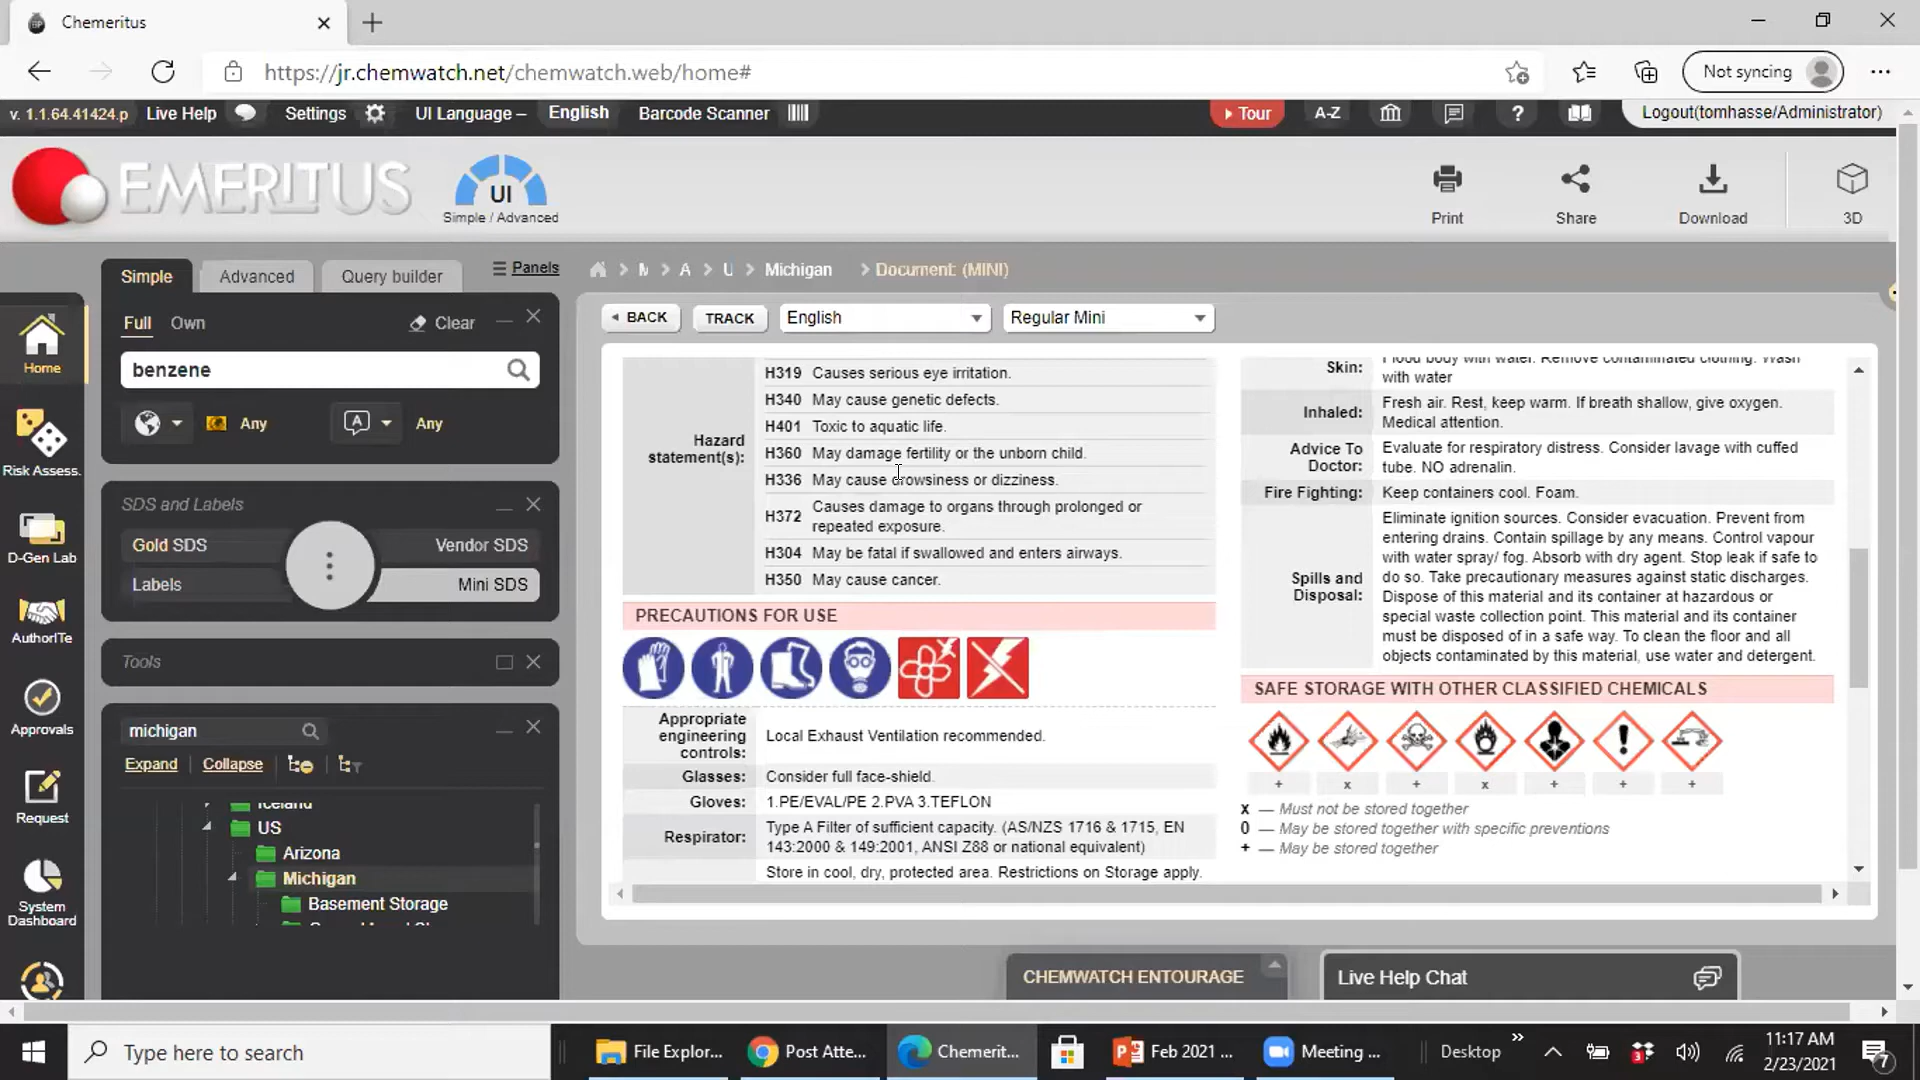 Chemeritus
https://jr.chemwatch.net/chemwatch.web/home#
Not syncing
v. 1.1.64.41424.p Live Help Settings UI Language – English Barcode Scanner
Tour A-Z ? Logout(tomhasse/Administrator)
EMERITUS
UI
Simple / Advanced
Print Share Download 3D
Simple Advanced Query builder Panels
M A U Michigan Document: (MINI)
Home
Risk Assess.
D-Gen Lab
AuthorITe
Approvals
Request
System
Dashboard
Full Own Clear
benzene
Any Any
SDS and Labels
Gold SDS Vendor SDS
Labels Mini SDS
Tools
michigan
Expand Collapse
Iceland
US
Arizona
Michigan
Basement Storage
BACK TRACK English Regular Mini
Hazard
statement(s):
H319 Causes serious eye irritation.
H340 May cause genetic defects.
H401 Toxic to aquatic life.
H360 May damage fertility or the unborn child.
H336 May cause drowsiness or dizziness.
H372 Causes damage to organs through prolonged or
repeated exposure.
H304 May be fatal if swallowed and enters airways.
H350 May cause cancer.
PRECAUTIONS FOR USE
Appropriate
engineering
controls:
Local Exhaust Ventilation recommended.
Glasses: Consider full face-shield.
Gloves: 1.PE/EVAL/PE 2.PVA 3.TEFLON
Respirator: Type A Filter of sufficient capacity. (AS/NZS 1716 & 1715, EN
143:2000 & 149:2001, ANSI Z88 or national equivalent)
Store in cool, dry, protected area. Restrictions on Storage apply.
Skin: Flood body with water. Remove contaminated clothing. Wash
with water
Inhaled: Fresh air. Rest, keep warm. If breath shallow, give oxygen.
Medical attention.
Advice To
Doctor:
Evaluate for respiratory distress. Consider lavage with cuffed
tube. NO adrenalin.
Fire Fighting: Keep containers cool. Foam.
Spills and
Disposal:
Eliminate ignition sources. Consider evacuation. Prevent from
entering drains. Contain spillage by any means. Control vapour
with water spray/ fog. Absorb with dry agent. Stop leak if safe to
do so. Take precautionary measures against static discharges.
Dispose of this material and its container at hazardous or
special waste collection point. This material and its container
must be disposed of in a safe way. To clean the floor and all
objects contaminated by this material, use water and detergent.
SAFE STORAGE WITH OTHER CLASSIFIED CHEMICALS
+ x + x + + +
x — Must not be stored together
0 — May be stored together with specific preventions
+ — May be stored together
CHEMWATCH ENTOURAGE
Live Help Chat
Type here to search
File Explor...
Post Atte...
Chemerit...
Feb 2021 ...
Meeting ...
Desktop
»
3
11:17 AM
2/23/2021
7